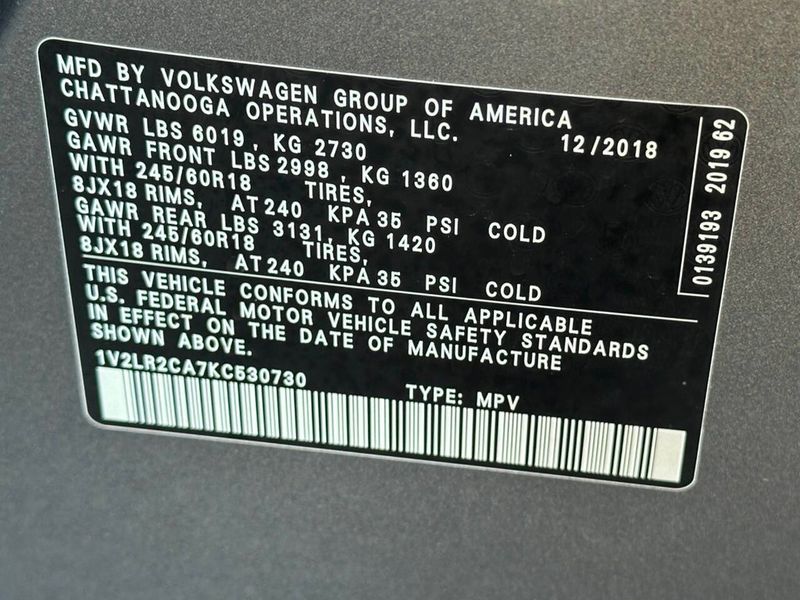 MFD BY VOLKSWAGEN GROUP OF AMERICA
CHATTANOOGA OPERATIONS, LLC.
12/2018
GVWR LBS 6019, KG 2730
GAWR FRONT LBS 2998, KG 1360
WITH 245/60R18 TIRES,
8JX18 RIMS, AT 240 KPA 35 PSI COLD
GAWR REAR LBS 3131, KG 1420
WITH 245/60R18 TIRES,
8JX18 RIMS, AT 240 KPA 35 PSI COLD
THIS VEHICLE CONFORMS TO ALL APPLICABLE
U.S. FEDERAL MOTOR VEHICLE SAFETY STANDARDS
IN EFFECT ON THE DATE OF MANUFACTURE
SHOWN ABOVE.
1V2LR2CA7KC530730 TYPE: MPV
0139193 2019 62